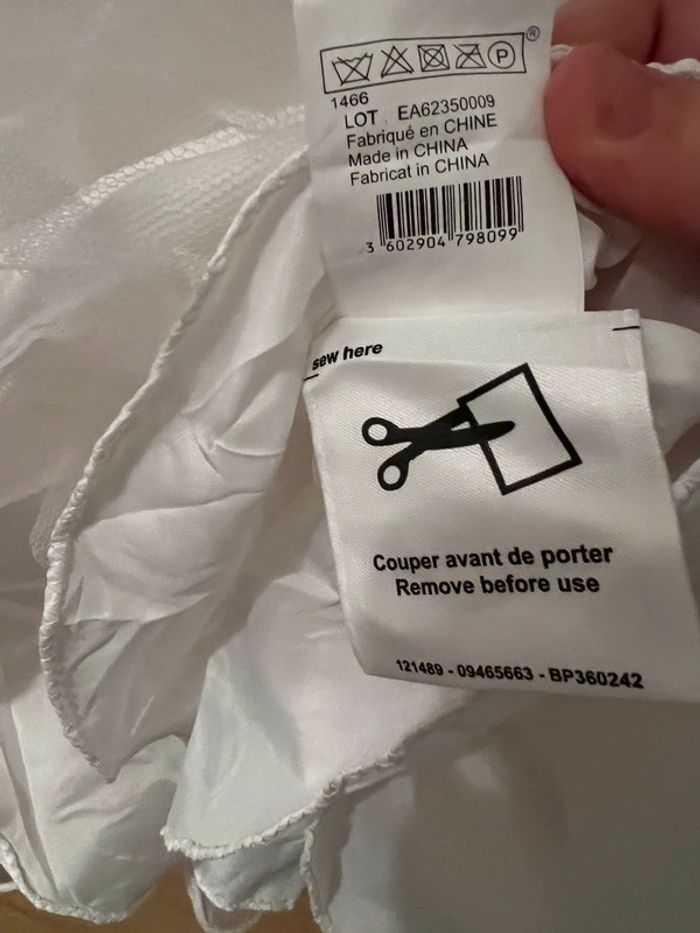 P ®
1466
LOT EA62350009
Fabriqué en CHINE
Made in CHINA
Fabricat in CHINA
3 602904 798099
sew here
Couper avant de porter
Remove before use
121489 - 09465663 - BP360242